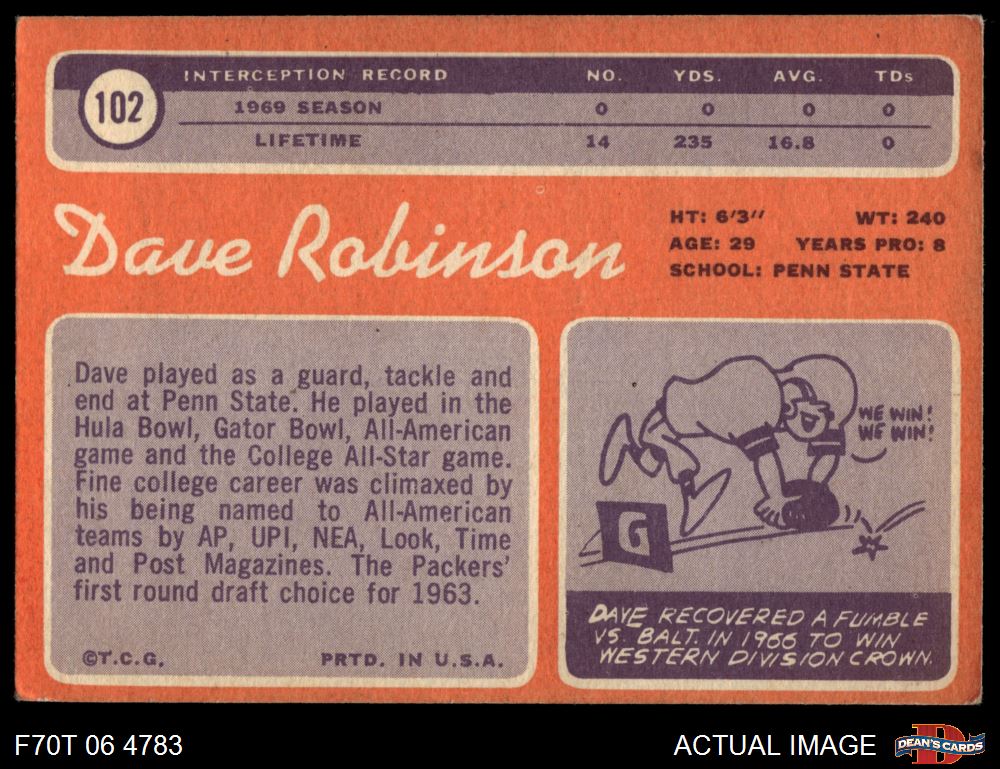 102
INTERCEPTION RECORD NO. YDS. AVG. TDs
1969 SEASON 0 0 0 0
LIFETIME 14 235 16.8 0
Dave Robinson
HT: 6'3" WT: 240
AGE: 29 YEARS PRO: 8
SCHOOL: PENN STATE
Dave played as a guard, tackle and
end at Penn State. He played in the
Hula Bowl, Gator Bowl, All-American
game and the College All-Star game.
Fine college career was climaxed by
his being named to All-American
teams by AP, UPI, NEA, Look, Time
and Post Magazines. The Packers'
first round draft choice for 1963.
©T.C.G. PRTD. IN U.S.A.
WE WIN!
WE WIN!
G
DAVE RECOVERED A FUMBLE
VS. BALT. IN 1966 TO WIN
WESTERN DIVISION CROWN.
F70T 06 4783
ACTUAL IMAGE
D
DEAN'S CARDS